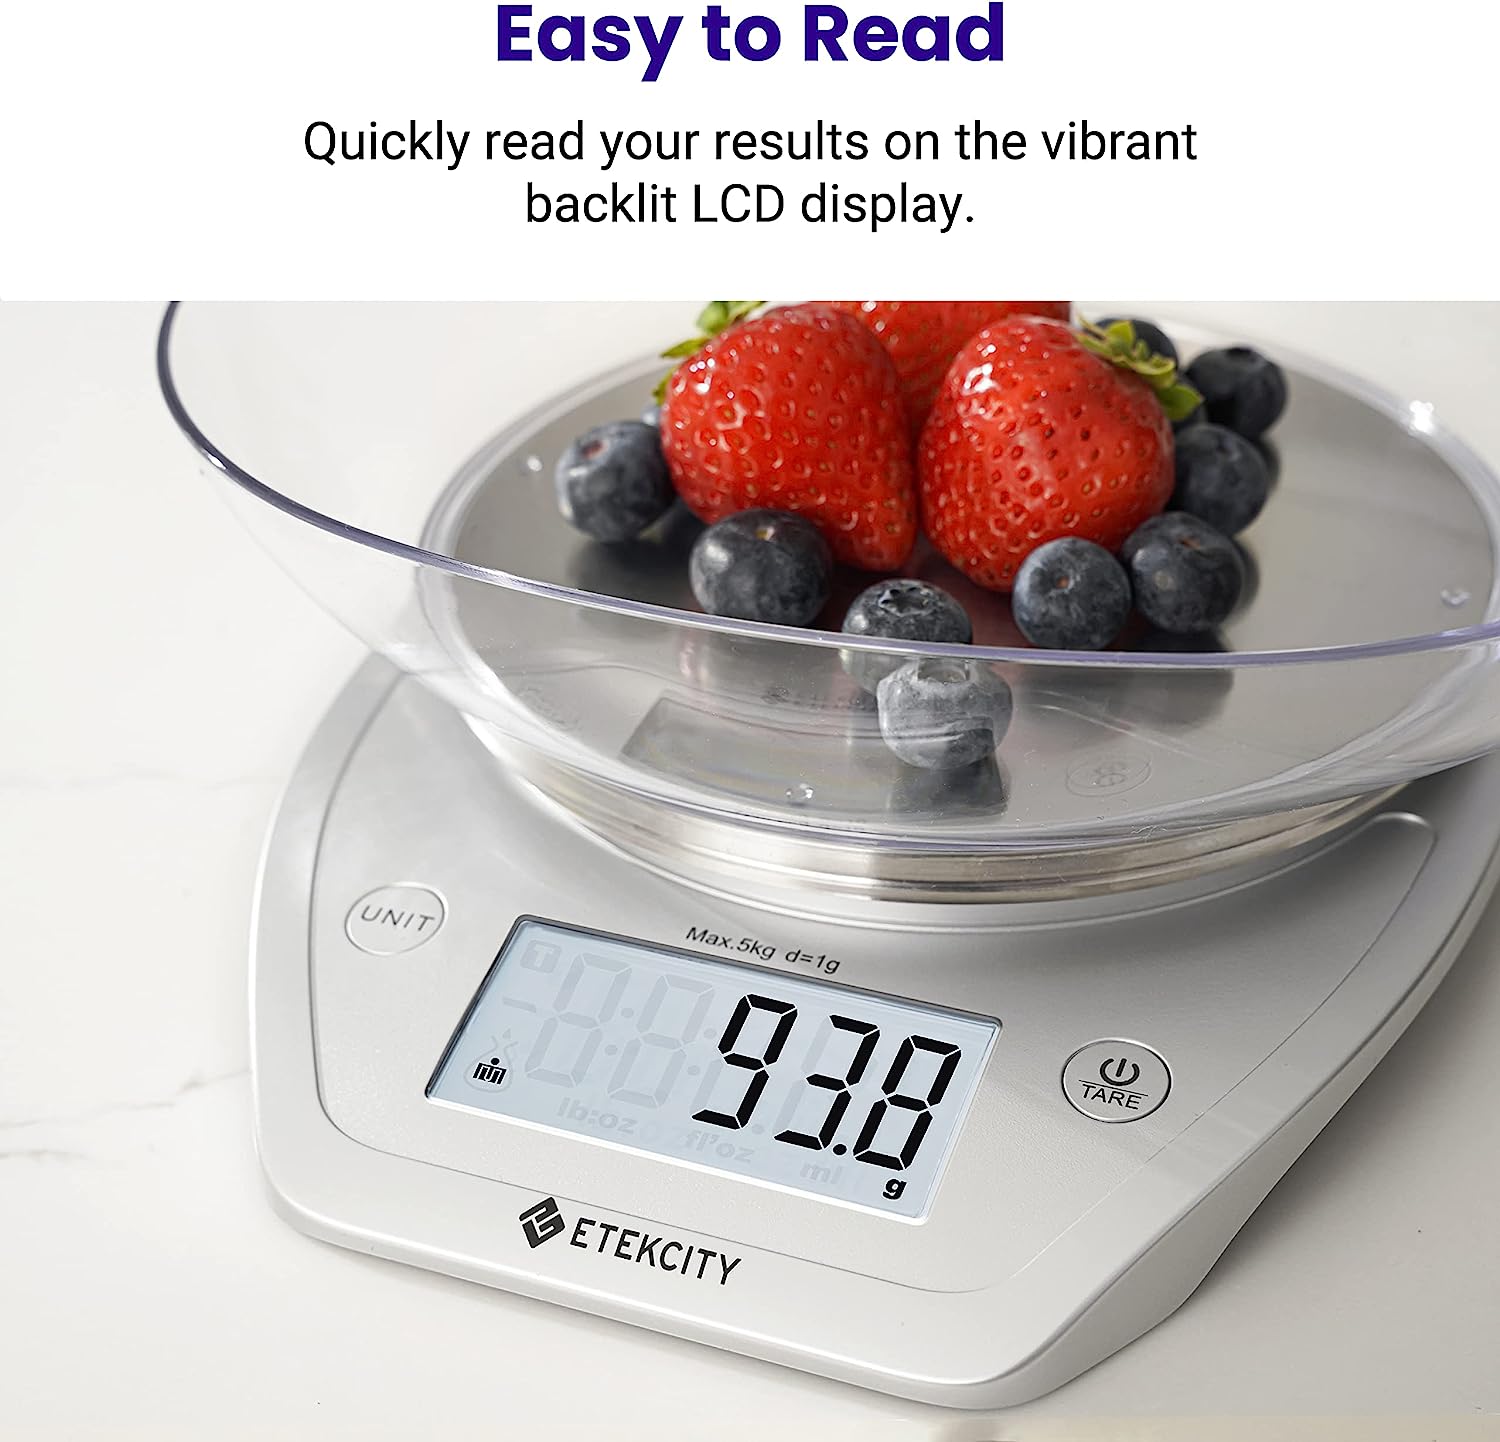 Easy to Read
Quickly read your results on the vibrant
backlit LCD display.
UNIT
Max.5kg d=1g
93.8
lb:oz fl'oz ml g
TARE
ETEKCITY